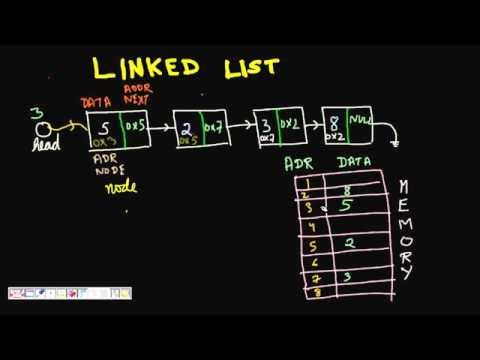 LINKED LIST
DATA ADDR NEXT
3
head
5 0x5 2 0x7 3 0x2 8 NULL
0x3 0x5 0x7 0x2
ADR NODE
node
ADR DATA
1
2 8
3 5
4
5 2
6
7 3
8
MEMORY